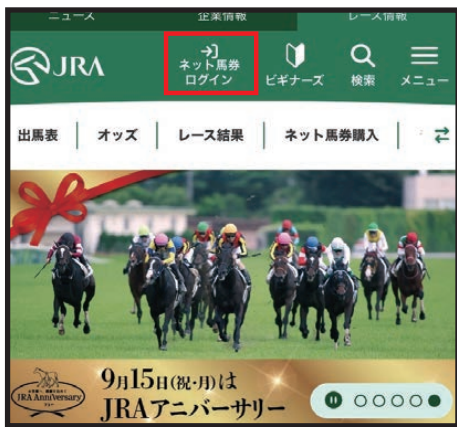 ニュース
企業情報
レース情報
JRA
ネット馬券
ログイン
ビギナーズ
検索
メニュー
出馬表
オッズ
レース結果
ネット馬券購入
JRA Anniversary
9月15日(祝・月)は
JRAアニバーサリー